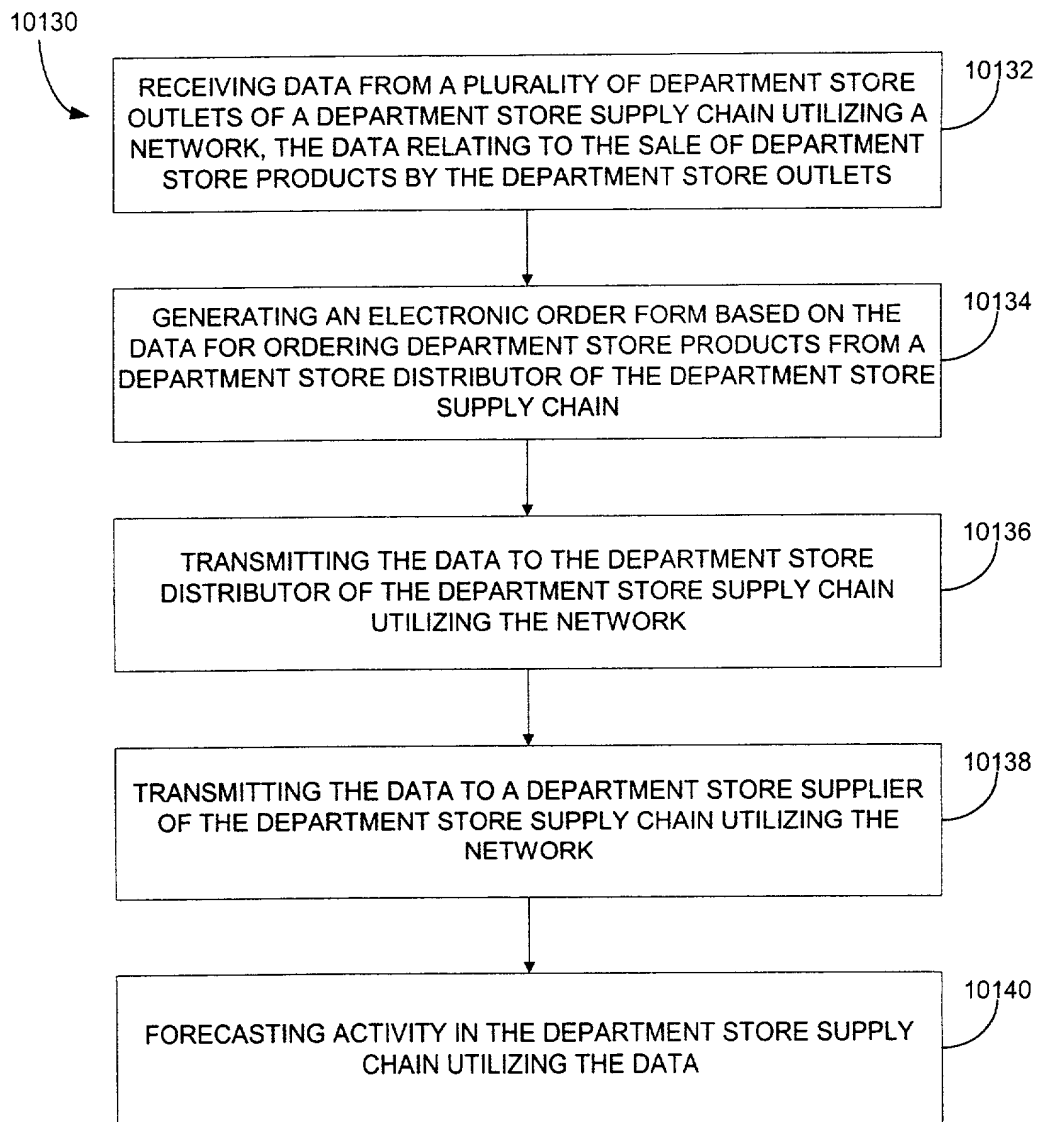 10130
10132
RECEIVING DATA FROM A PLURALITY OF DEPARTMENT STORE
OUTLETS OF A DEPARTMENT STORE SUPPLY CHAIN UTILIZING A
NETWORK, THE DATA RELATING TO THE SALE OF DEPARTMENT
STORE PRODUCTS BY THE DEPARTMENT STORE OUTLETS
10134
GENERATING AN ELECTRONIC ORDER FORM BASED ON THE
DATA FOR ORDERING DEPARTMENT STORE PRODUCTS FROM A
DEPARTMENT STORE DISTRIBUTOR OF THE DEPARTMENT STORE
SUPPLY CHAIN
10136
TRANSMITTING THE DATA TO THE DEPARTMENT STORE
DISTRIBUTOR OF THE DEPARTMENT STORE SUPPLY CHAIN
UTILIZING THE NETWORK
10138
TRANSMITTING THE DATA TO A DEPARTMENT STORE SUPPLIER
OF THE DEPARTMENT STORE SUPPLY CHAIN UTILIZING THE
NETWORK
10140
FORECASTING ACTIVITY IN THE DEPARTMENT STORE SUPPLY
CHAIN UTILIZING THE DATA